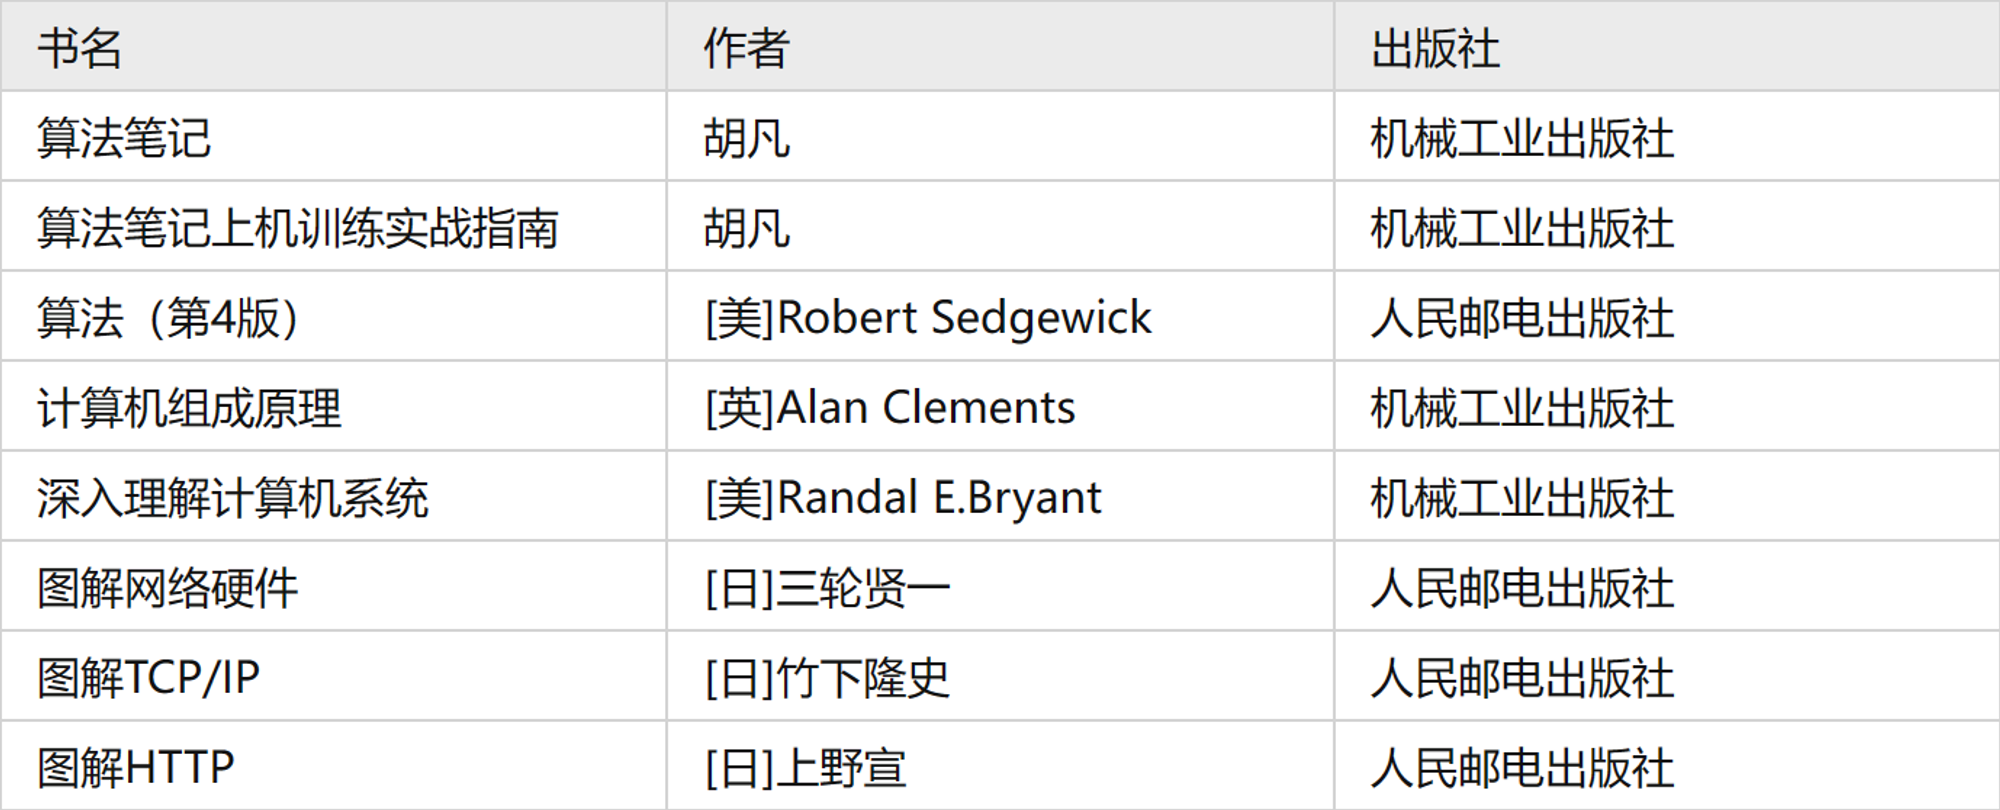 书名 作者 出版社
算法笔记 胡凡 机械工业出版社
算法笔记上机训练实战指南 胡凡 机械工业出版社
算法（第4版） [美]Robert Sedgewick 人民邮电出版社
计算机组成原理 [英]Alan Clements 机械工业出版社
深入理解计算机系统 [美]Randal E.Bryant 机械工业出版社
图解网络硬件 [日]三轮贤一 人民邮电出版社
图解TCP/IP [日]竹下隆史 人民邮电出版社
图解HTTP [日]上野宣 人民邮电出版社